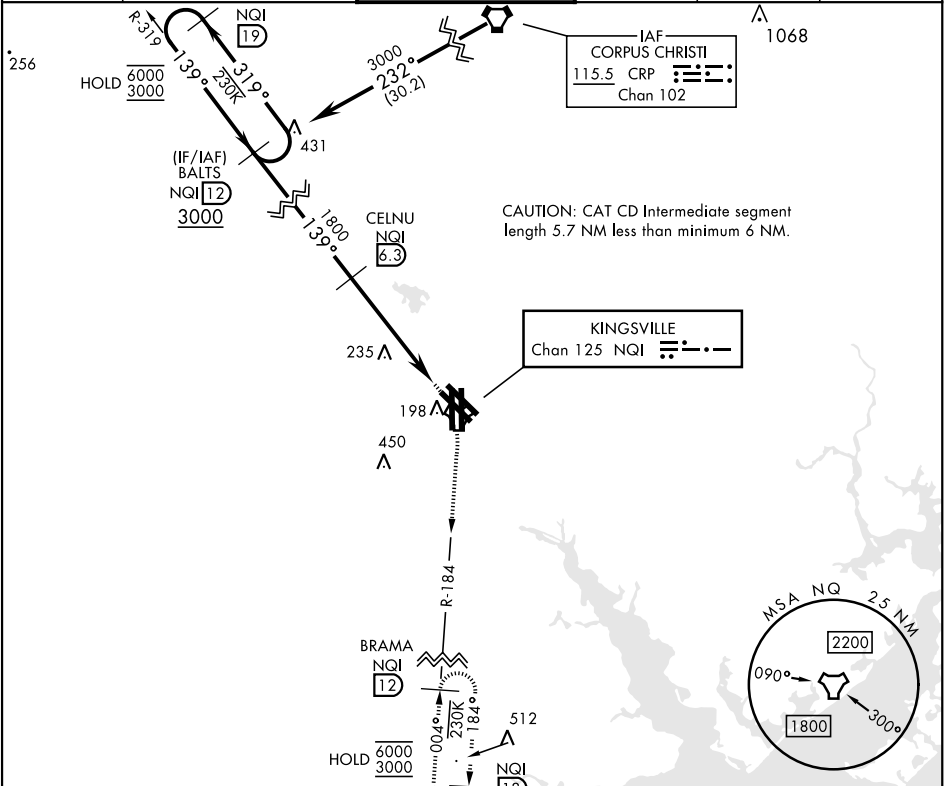 R-319
NQI
19
256
HOLD 6000
3000
139°
319°
230K
3000
232°
(30.2)
IAF
CORPUS CHRISTI
115.5 CRP
Chan 102
1068
431
(IF/IAF)
BALTS
NQI 12
3000
1800
139°
CELNU
NQI
6.3
CAUTION: CAT CD Intermediate segment
length 5.7 NM less than minimum 6 NM.
KINGSVILLE
Chan 125 NQI
235
198
450
R-184
BRAMA
NQI
12
004°
230K
184°
512
HOLD 6000
3000
NQI
MSA NQ 25 NM
2200
090°
1800
300°